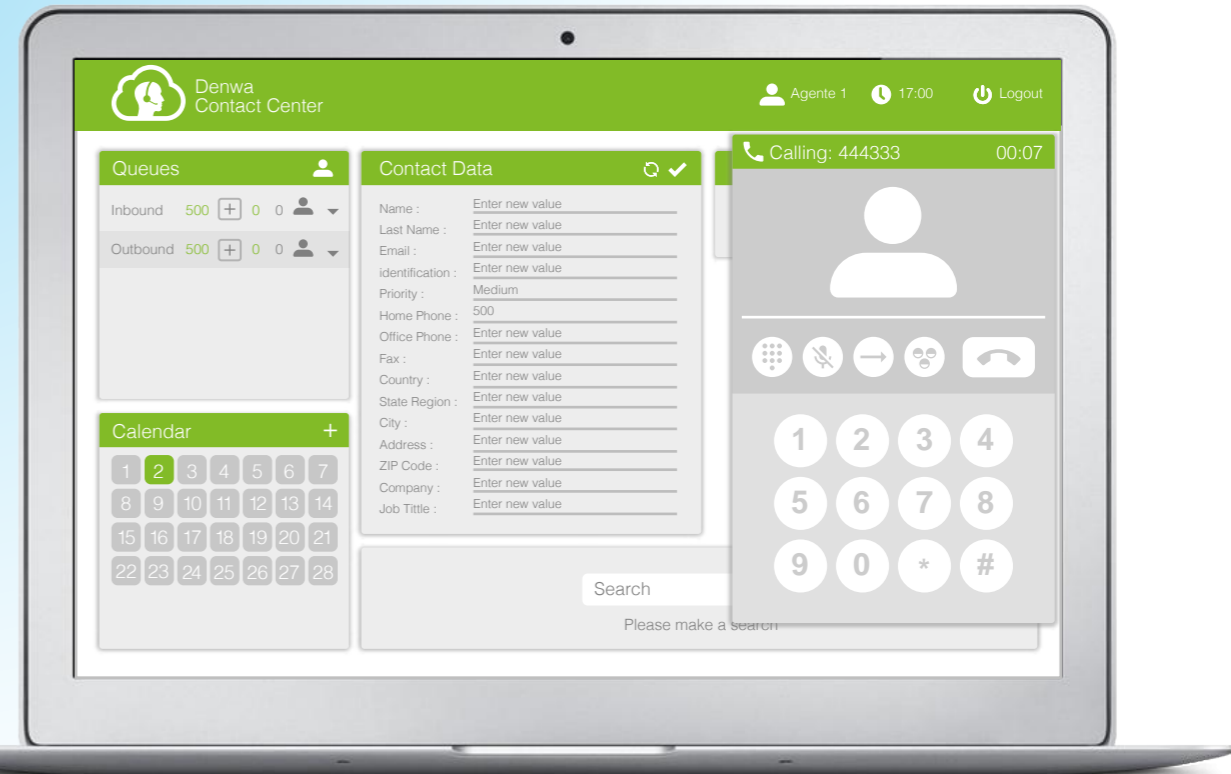 Denwa
Contact Center
Agente 1
17:00
Logout
Queues
Inbound 500 + 0 0
Outbound 500 + 0 0
Calendar +
1 2 3 4 5 6 7
8 9 10 11 12 13 14
15 16 17 18 19 20 21
22 23 24 25 26 27 28
Contact Data
Name : Enter new value
Last Name : Enter new value
Email : Enter new value
identification : Enter new value
Priority : Medium
Home Phone : 500
Office Phone : Enter new value
Fax : Enter new value
Country : Enter new value
State Region : Enter new value
City : Enter new value
Address : Enter new value
ZIP Code : Enter new value
Company : Enter new value
Job Tittle : Enter new value
Search
Please make a search
Calling: 444333 00:07
1 2 3 4
5 6 7 8
9 0 * #